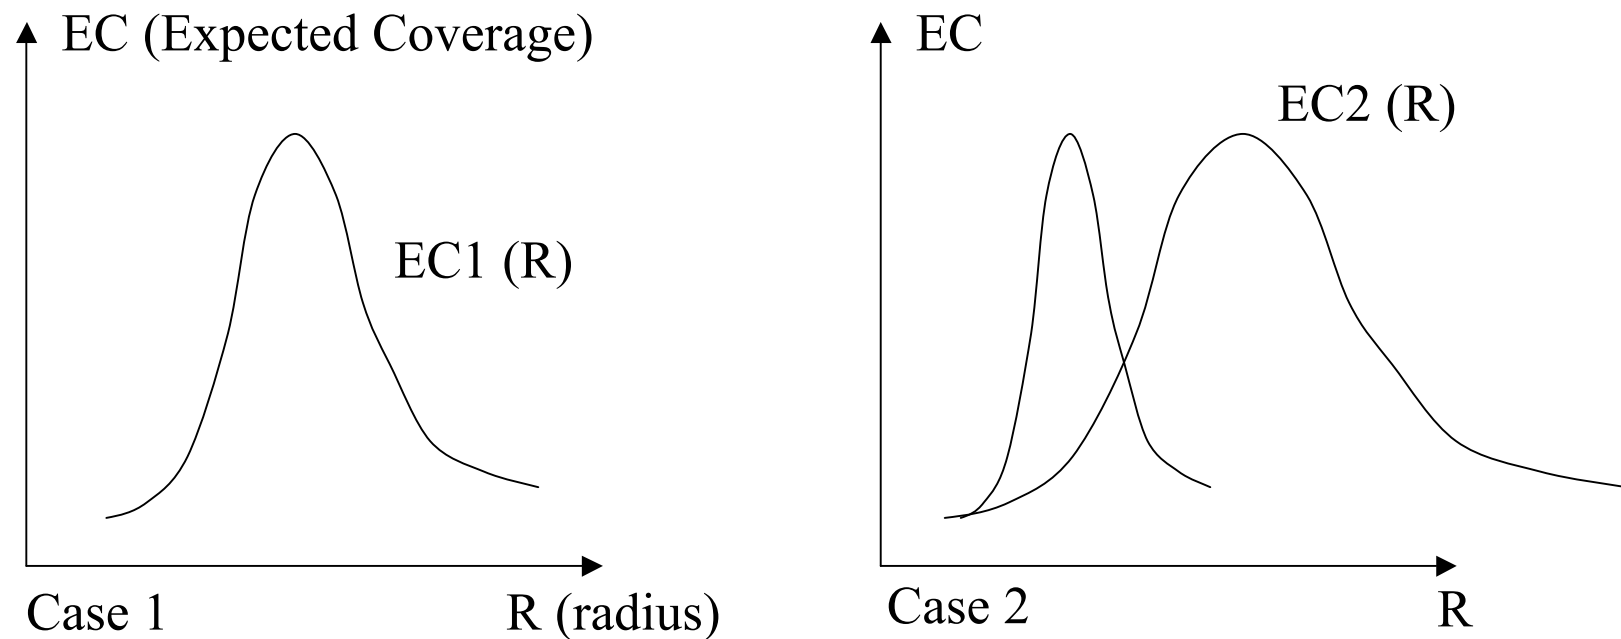 EC (Expected Coverage)
EC1 (R)
Case 1
R (radius)
EC
EC2 (R)
Case 2
R